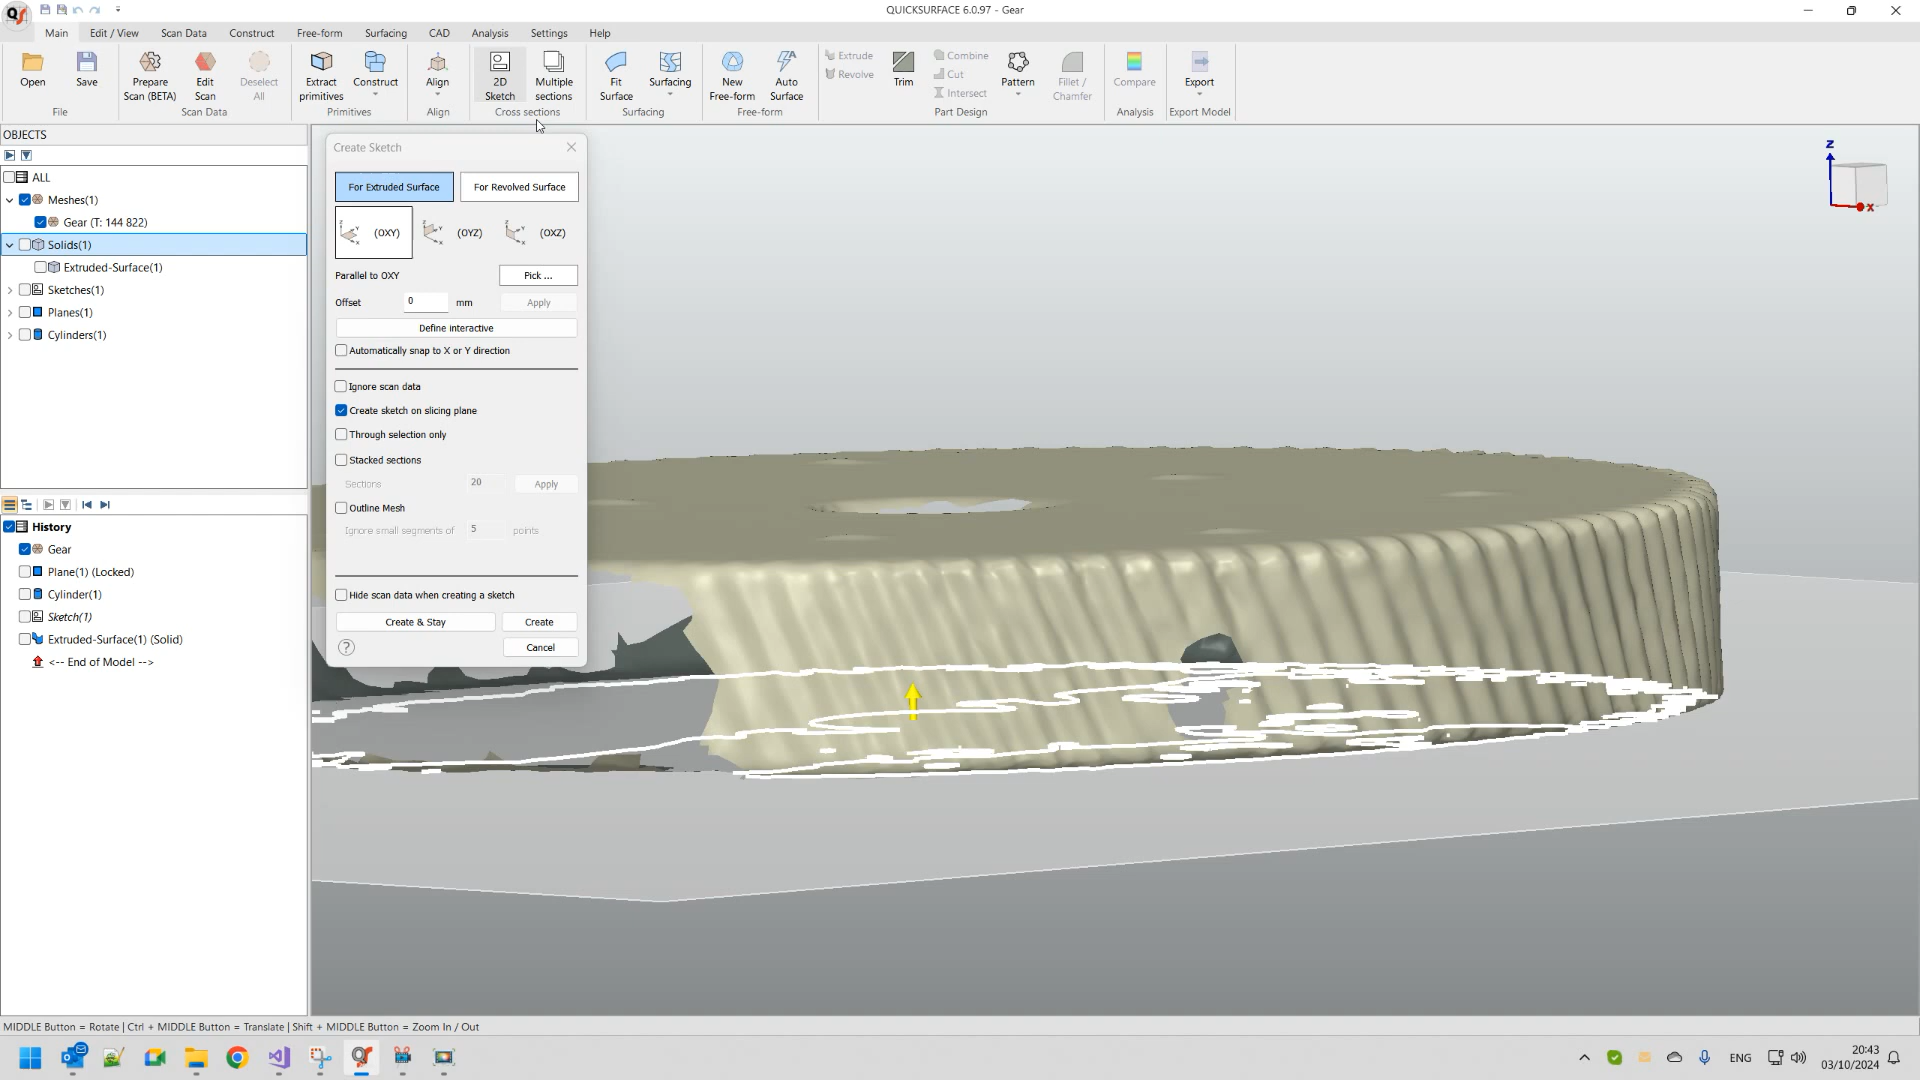 QUICKSURFACE 6.0.97 - Gear
Main Edit / View Scan Data Construct Free-form Surfacing CAD Analysis Settings Help
Open Save Prepare Scan (BETA) Edit Scan Deselect All Extract primitives Construct Align 2D Sketch Multiple sections Fit Surface Surfacing New Free-form Auto Surface Extrude Revolve Trim Combine Cut Intersect Pattern Fillet / Chamfer Compare Export
File Scan Data Primitives Align Cross sections Surfacing Free-form Part Design Analysis Export Model
OBJECTS
ALL
Meshes(1)
Gear (T: 144 822)
Solids(1)
Extruded-Surface(1)
Sketches(1)
Planes(1)
Cylinders(1)
History
Gear
Plane(1) (Locked)
Cylinder(1)
Sketch(1)
Extruded-Surface(1) (Solid)
<-- End of Model -->
Create Sketch
For Extruded Surface For Revolved Surface
(OXY) (OYZ) (OXZ)
Parallel to OXY Pick ...
Offset 0 mm Apply
Define interactive
Automatically snap to X or Y direction
Ignore scan data
Create sketch on slicing plane
Through selection only
Stacked sections
Sections 20 Apply
Outline Mesh
Ignore small segments of 5 points
Hide scan data when creating a sketch
Create & Stay Create
? Cancel
Z
X
MIDDLE Button = Rotate | Ctrl + MIDDLE Button = Translate | Shift + MIDDLE Button = Zoom In / Out
ENG
20:43
03/10/2024